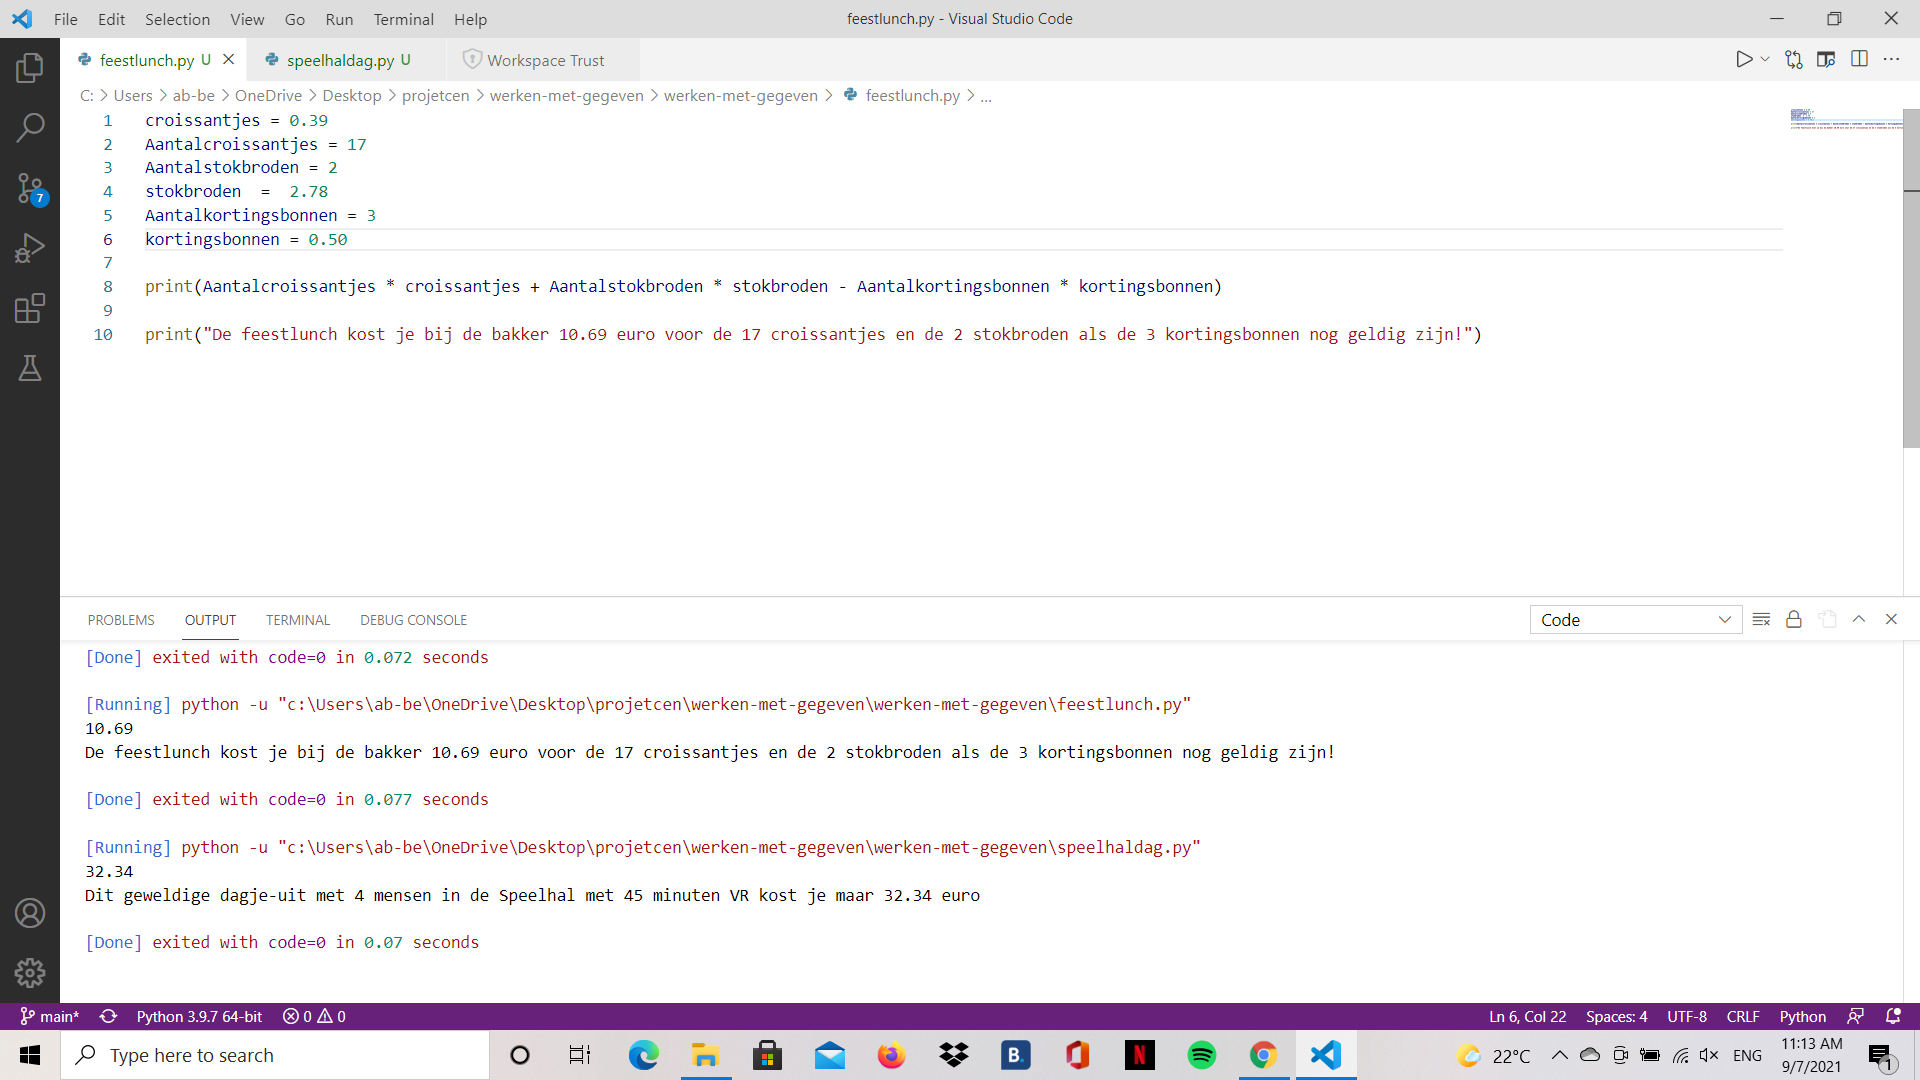 File Edit Selection View Go Run Terminal Help
feestlunch.py - Visual Studio Code
feestlunch.py U
speelhaldag.py U
Workspace Trust
C: > Users > ab-be > OneDrive > Desktop > projetcen > werken-met-gegeven > werken-met-gegeven > feestlunch.py > ...
1 croissantjes = 0.39
2 Aantalcroissantjes = 17
3 Aantalstokbroden = 2
4 stokbroden  =  2.78
5 Aantalkortingsbonnen = 3
6 kortingsbonnen = 0.50
7
8 print(Aantalcroissantjes * croissantjes + Aantalstokbroden * stokbroden - Aantalkortingsbonnen * kortingsbonnen)
9
10 print("De feestlunch kost je bij de bakker 10.69 euro voor de 17 croissantjes en de 2 stokbroden als de 3 kortingsbonnen nog geldig zijn!")
PROBLEMS OUTPUT TERMINAL DEBUG CONSOLE
Code
[Done] exited with code=0 in 0.072 seconds
[Running] python -u "c:\Users\ab-be\OneDrive\Desktop\projetcen\werken-met-gegeven\werken-met-gegeven\feestlunch.py"
10.69
De feestlunch kost je bij de bakker 10.69 euro voor de 17 croissantjes en de 2 stokbroden als de 3 kortingsbonnen nog geldig zijn!
[Done] exited with code=0 in 0.077 seconds
[Running] python -u "c:\Users\ab-be\OneDrive\Desktop\projetcen\werken-met-gegeven\werken-met-gegeven\speelhaldag.py"
32.34
Dit geweldige dagje-uit met 4 mensen in de Speelhal met 45 minuten VR kost je maar 32.34 euro
[Done] exited with code=0 in 0.07 seconds
7
main* Python 3.9.7 64-bit 0 0
Ln 6, Col 22 Spaces: 4 UTF-8 CRLF Python
Type here to search
B.
N
22°C
ENG
11:13 AM
9/7/2021
1